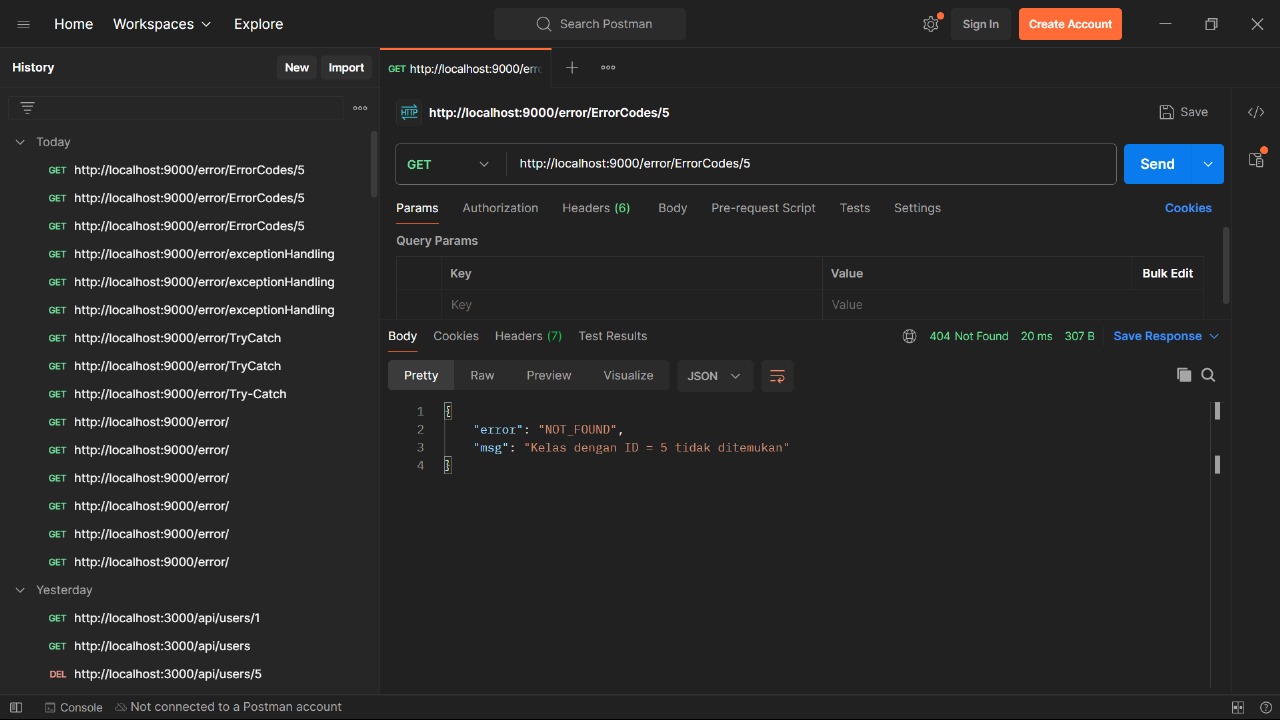 Home Workspaces Explore Search Postman Sign In Create Account
History New Import
GET http://localhost:9000/erro
Today
GET http://localhost:9000/error/ErrorCodes/5
GET http://localhost:9000/error/ErrorCodes/5
GET http://localhost:9000/error/ErrorCodes/5
GET http://localhost:9000/error/exceptionHandling
GET http://localhost:9000/error/exceptionHandling
GET http://localhost:9000/error/exceptionHandling
GET http://localhost:9000/error/TryCatch
GET http://localhost:9000/error/TryCatch
GET http://localhost:9000/error/Try-Catch
GET http://localhost:9000/error/
GET http://localhost:9000/error/
GET http://localhost:9000/error/
GET http://localhost:9000/error/
GET http://localhost:9000/error/
GET http://localhost:9000/error/
Yesterday
GET http://localhost:3000/api/users/1
GET http://localhost:3000/api/users
DEL http://localhost:3000/api/users/5
HTTP http://localhost:9000/error/ErrorCodes/5 Save
GET http://localhost:9000/error/ErrorCodes/5 Send
Params Authorization Headers (6) Body Pre-request Script Tests Settings Cookies
Query Params
Key Value Bulk Edit
Key Value
Body Cookies Headers (7) Test Results 404 Not Found 20 ms 307 B Save Response
Pretty Raw Preview Visualize JSON
1 {
2 "error": "NOT_FOUND",
3 "msg": "Kelas dengan ID = 5 tidak ditemukan"
4 }
Console Not connected to a Postman account